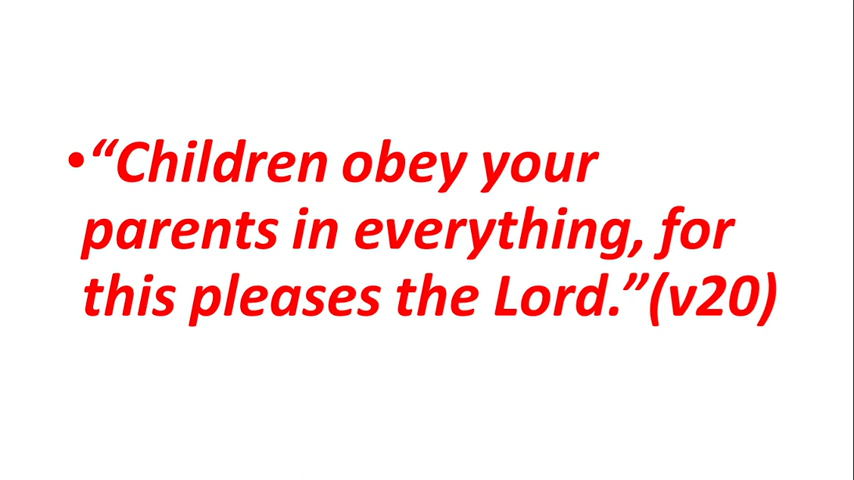 •“Children obey your
parents in everything, for
this pleases the Lord.”(v20)